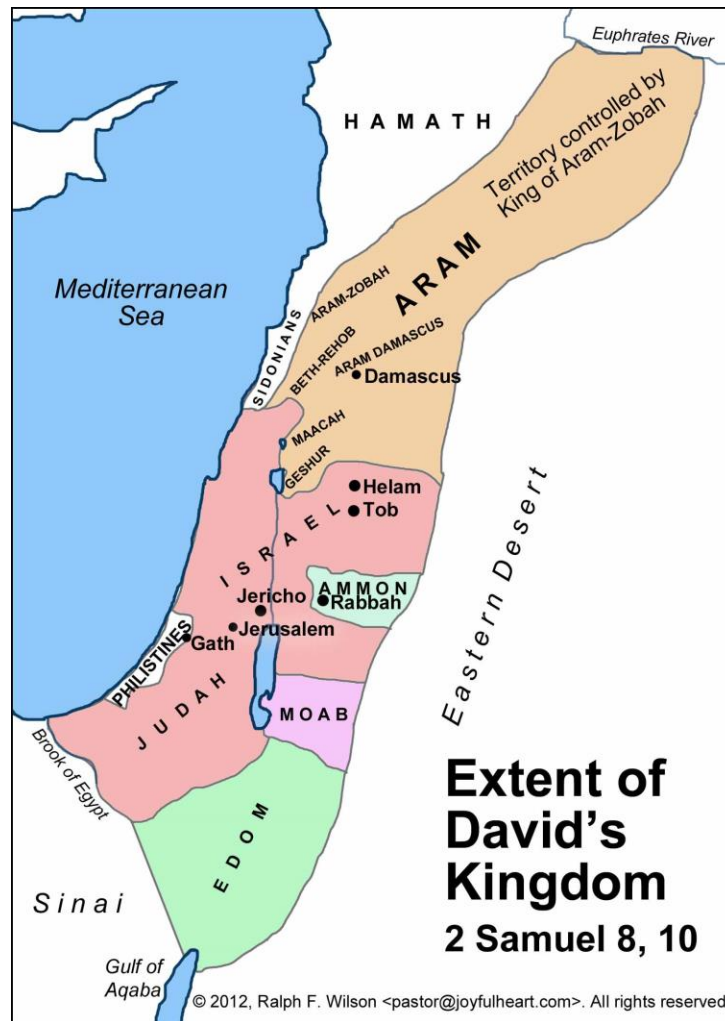 Euphrates River
HAMATH
Territory controlled by
King of Aram-Zobah
ARAM
Mediterranean
Sea
ARAM-ZOBAH
SIDONIANS
BETH-REHOB
ARAM DAMASCUS
Damascus
MAACAH
GESHUR
Helam
Tob
ISRAEL
AMMON
Rabbah
Jericho
Jerusalem
PHILISTINES
Gath
JUDAH
MOAB
Eastern Desert
Brook of Egypt
EDOM
Sinai
Gulf of
Aqaba
Extent of
David's
Kingdom
2 Samuel 8, 10
© 2012, Ralph F. Wilson <pastor@joyfulheart.com>. All rights reserved